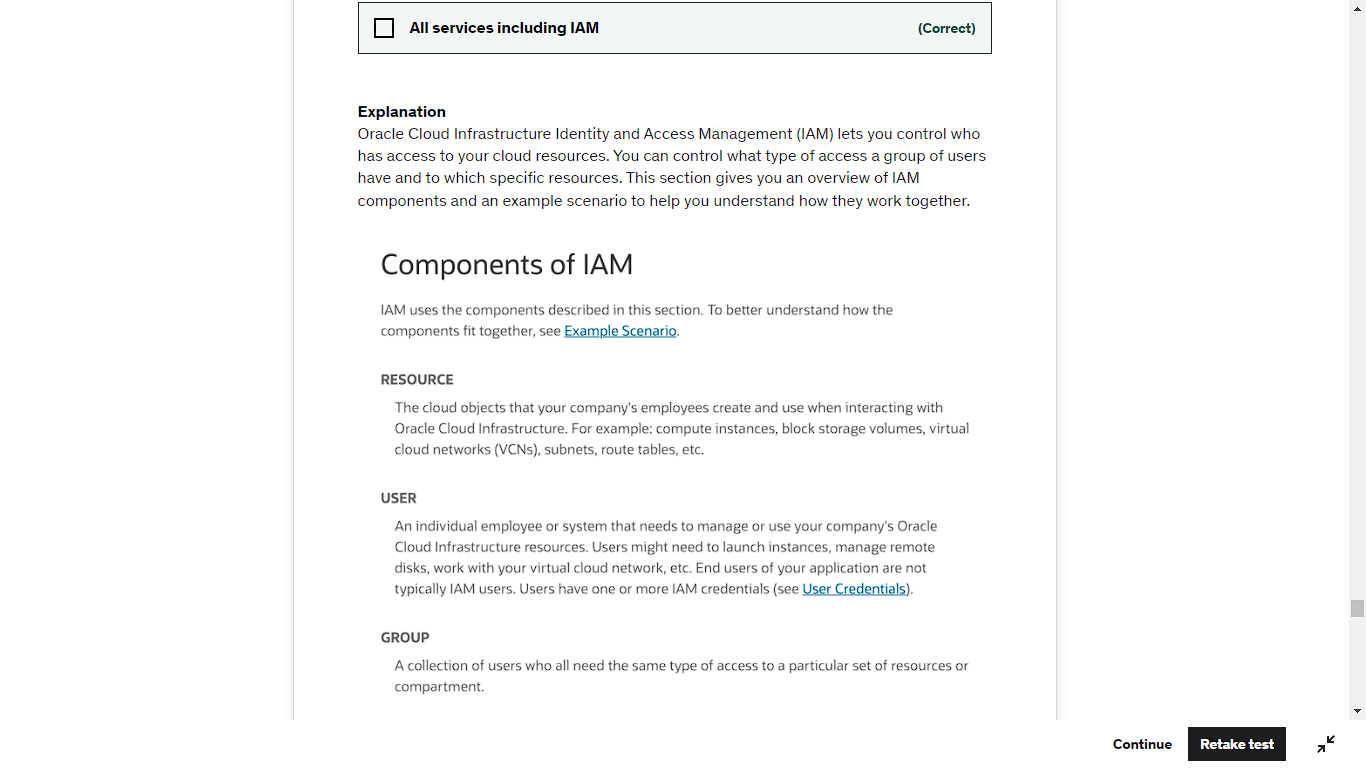 All services including IAM (Correct)
Explanation
Oracle Cloud Infrastructure Identity and Access Management (IAM) lets you control who
has access to your cloud resources. You can control what type of access a group of users
have and to which specific resources. This section gives you an overview of IAM
components and an example scenario to help you understand how they work together.
Components of IAM
IAM uses the components described in this section. To better understand how the
components fit together, see Example Scenario.
RESOURCE
The cloud objects that your company's employees create and use when interacting with
Oracle Cloud Infrastructure. For example: compute instances, block storage volumes, virtual
cloud networks (VCNs), subnets, route tables, etc.
USER
An individual employee or system that needs to manage or use your company's Oracle
Cloud Infrastructure resources. Users might need to launch instances, manage remote
disks, work with your virtual cloud network, etc. End users of your application are not
typically IAM users. Users have one or more IAM credentials (see User Credentials).
GROUP
A collection of users who all need the same type of access to a particular set of resources or
compartment.
Continue Retake test